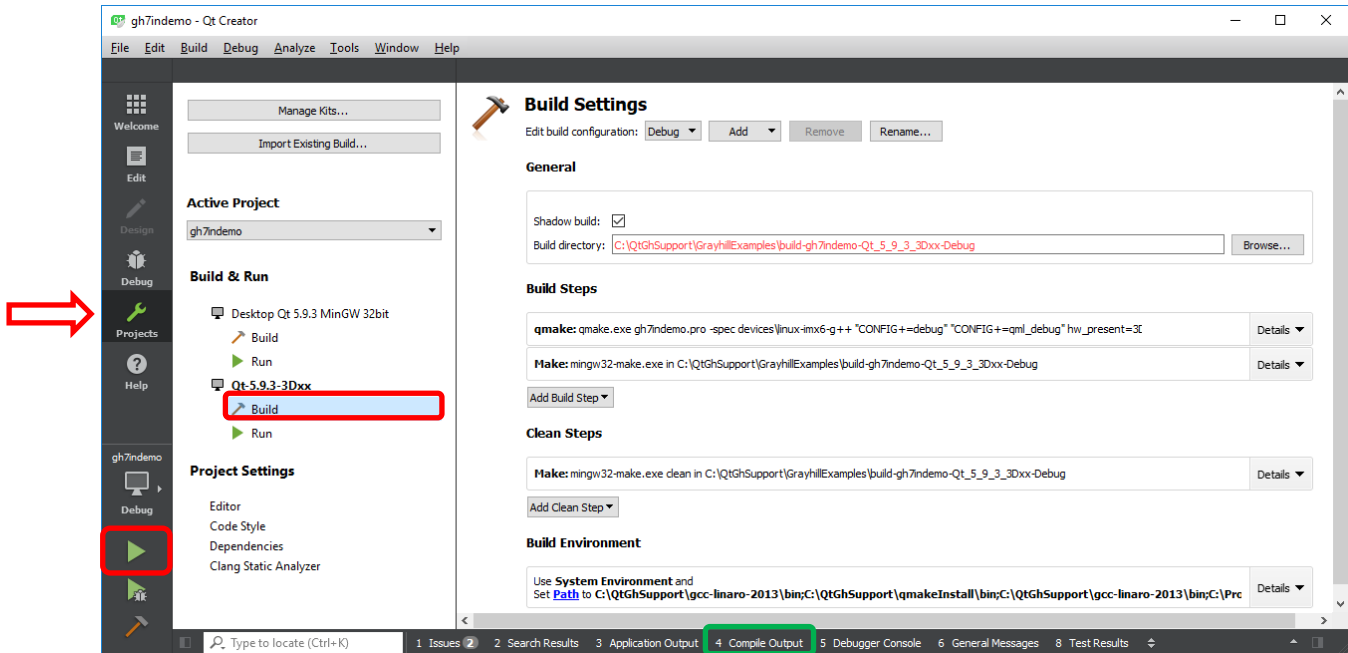 gh7indemo - Qt Creator
File Edit Build Debug Analyze Tools Window Help
Welcome
Edit
Design
Debug
Projects
Help
gh7indemo
Debug
Manage Kits...
Import Existing Build...
Active Project
gh7indemo
Build & Run
Desktop Qt 5.9.3 MinGW 32bit
Build
Run
Qt-5.9.3-3Dxx
Build
Run
Project Settings
Editor
Code Style
Dependencies
Clang Static Analyzer
Build Settings
Edit build configuration: Debug Add Remove Rename...
General
Shadow build:
Build directory: C:\QtGhSupport\GrayhillExamples\build-gh7indemo-Qt_5_9_3_3Dxx-Debug Browse...
Build Steps
qmake: qmake.exe gh7indemo.pro -spec devices\linux-imx6-g++ "CONFIG+=debug" "CONFIG+=qml_debug" hw_present=3D Details
Make: mingw32-make.exe in C:\QtGhSupport\GrayhillExamples\build-gh7indemo-Qt_5_9_3_3Dxx-Debug Details
Add Build Step
Clean Steps
Make: mingw32-make.exe clean in C:\QtGhSupport\GrayhillExamples\build-gh7indemo-Qt_5_9_3_3Dxx-Debug Details
Add Clean Step
Build Environment
Use System Environment and
Set Path to C:\QtGhSupport\gcc-linaro-2013\bin;C:\QtGhSupport\qmakeInstall\bin;C:\QtGhSupport\gcc-linaro-2013\bin;C:\Pro Details
Type to locate (Ctrl+K) 1 Issues 2 2 Search Results 3 Application Output 4 Compile Output 5 Debugger Console 6 General Messages 8 Test Results